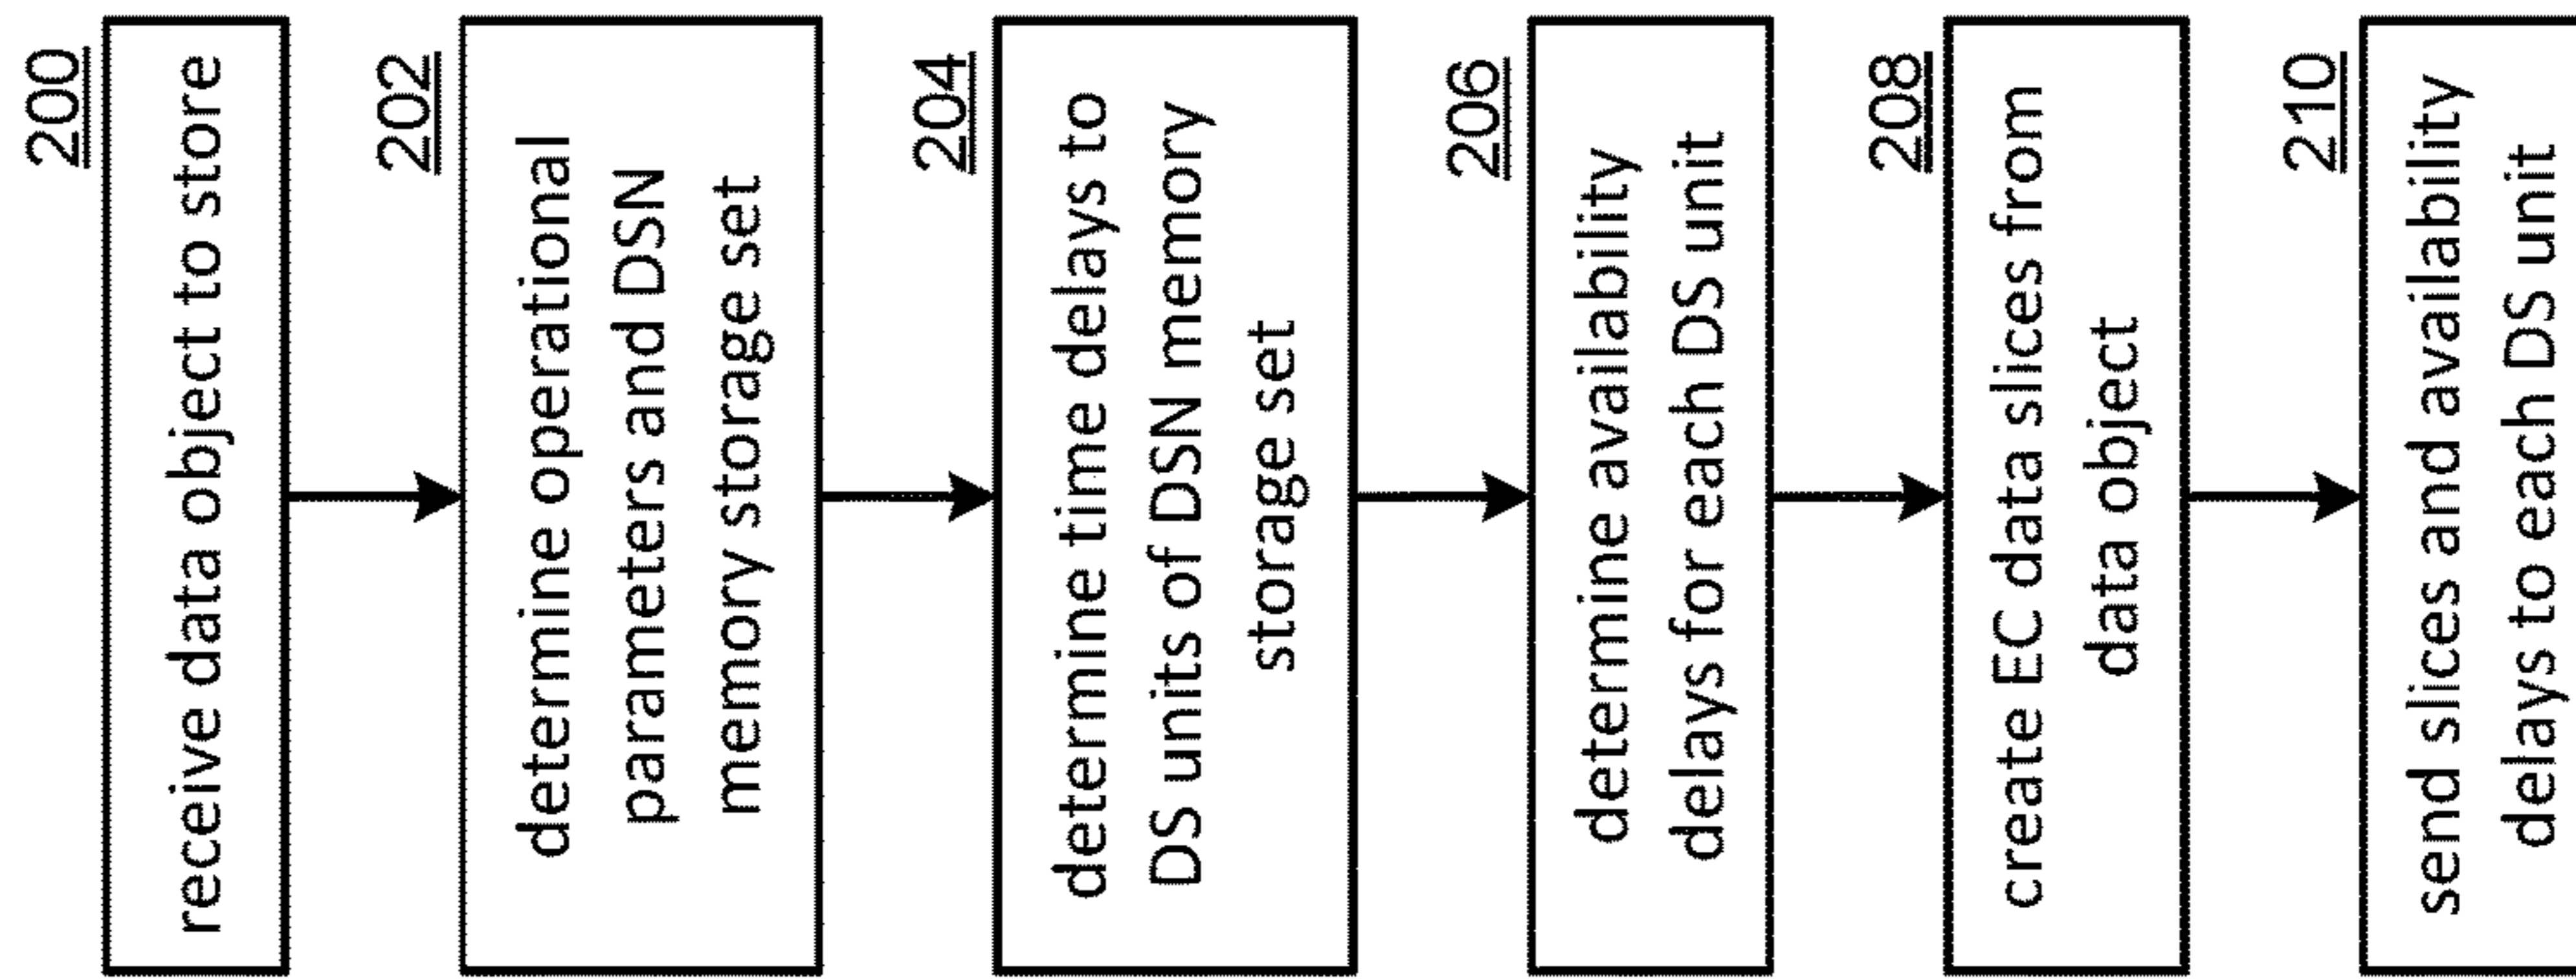 200
receive data object to store
202
determine operational
parameters and DSN
memory storage set
204
determine time delays to
DS units of DSN memory
storage set
206
determine availability
delays for each DS unit
208
create EC data slices from
data object
210
send slices and availability
delays to each DS unit